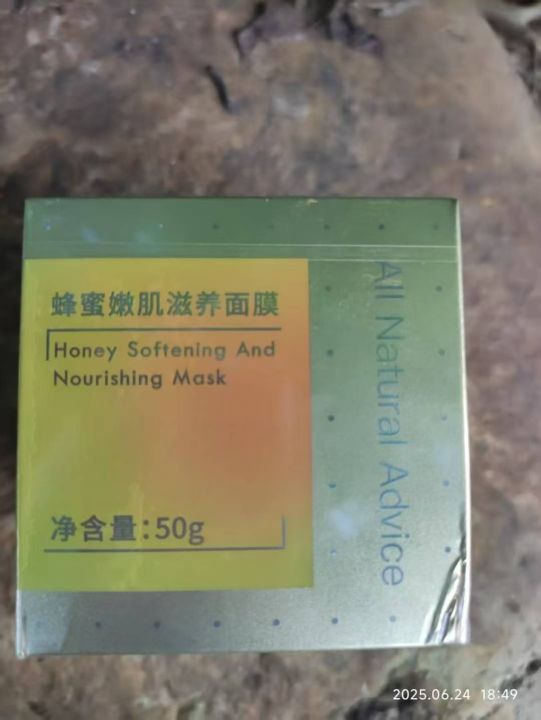 蜂蜜嫩肌滋养面膜
Honey Softening And
Nourishing Mask
净含量:50g
All Natural Advice
2025.06.24 18:49